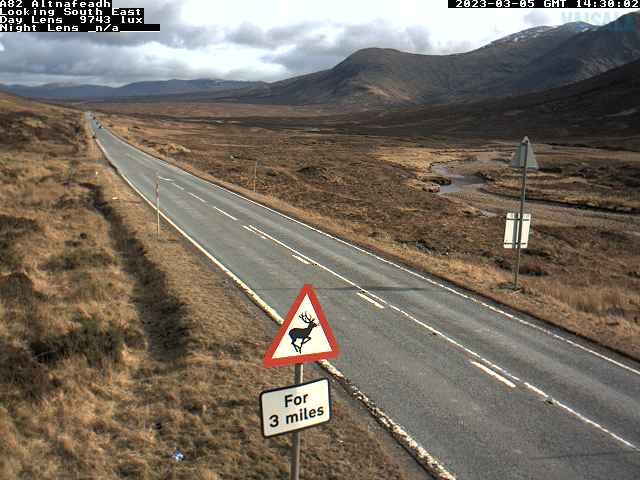 A82 Altnafeadh
Looking South East
Day Lens 9743 lux
Night Lens n/a
2023-03-05 GMT 14:30:02
For
3 miles